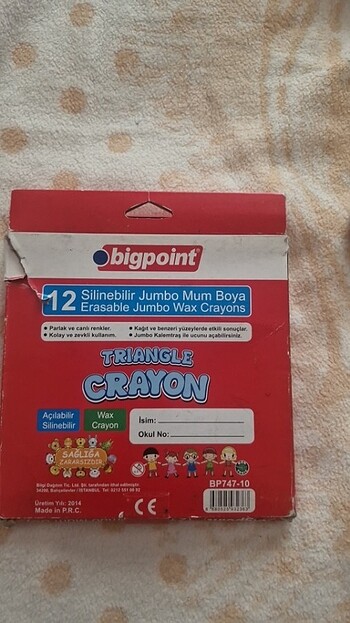 bigpoint®
12 Silinebilir Jumbo Mum Boya
Erasable Jumbo Wax Crayons
• Parlak ve canlı renkler.
• Kolay ve zevkli kullanım.
• Kağıt ve benzeri yüzeylerde etkili sonuçlar.
• Jumbo Kalemtraş ile ucunu açabilirsiniz.
TRIANGLE
CRAYON
Açılabilir
Silinebilir
Wax
Crayon
İsim:
Okul No:
SAĞLIĞA
ZARARSIZDIR
BP747-10
Üretim Yılı: 2014
Made in P.R.C.
CE